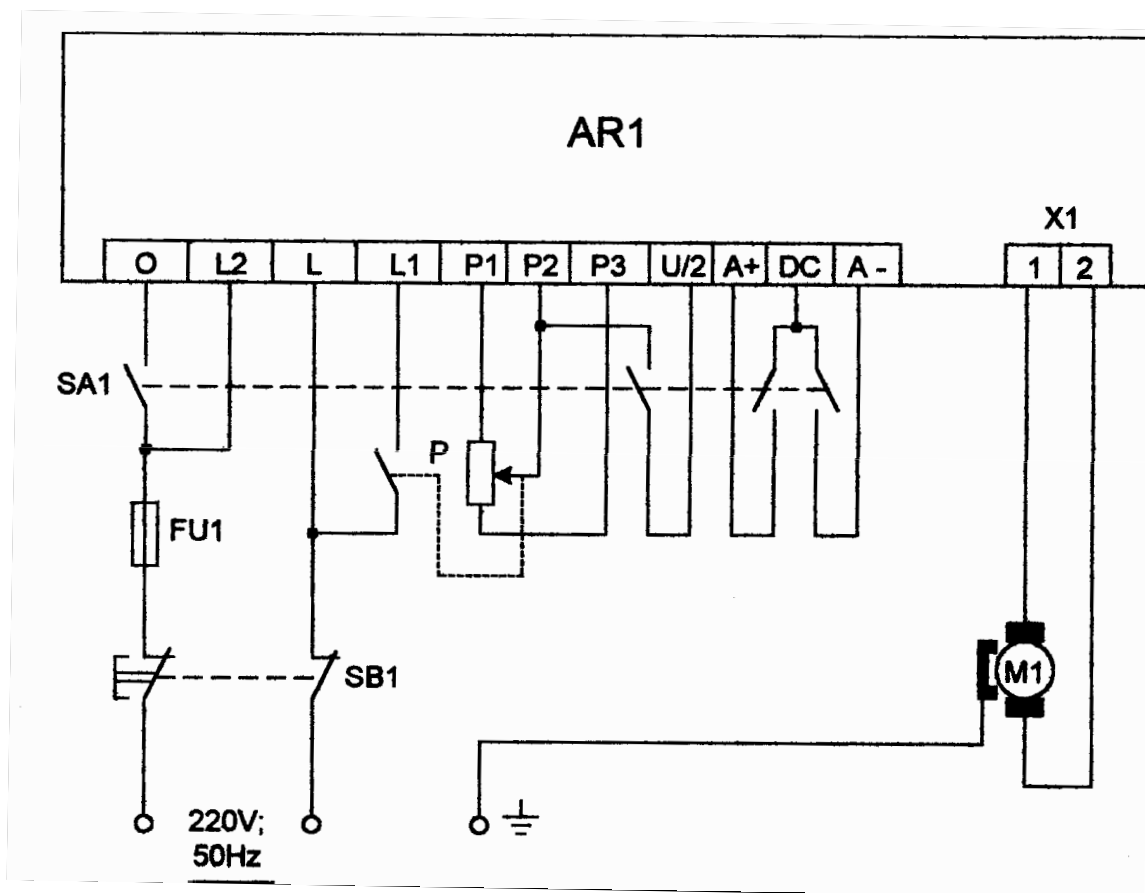 AR1
X1
O L2 L L1 P1 P2 P3 U/2 A+ DC A - 1 2
SA1
P
FU1
SB1
M1
220V;
50Hz